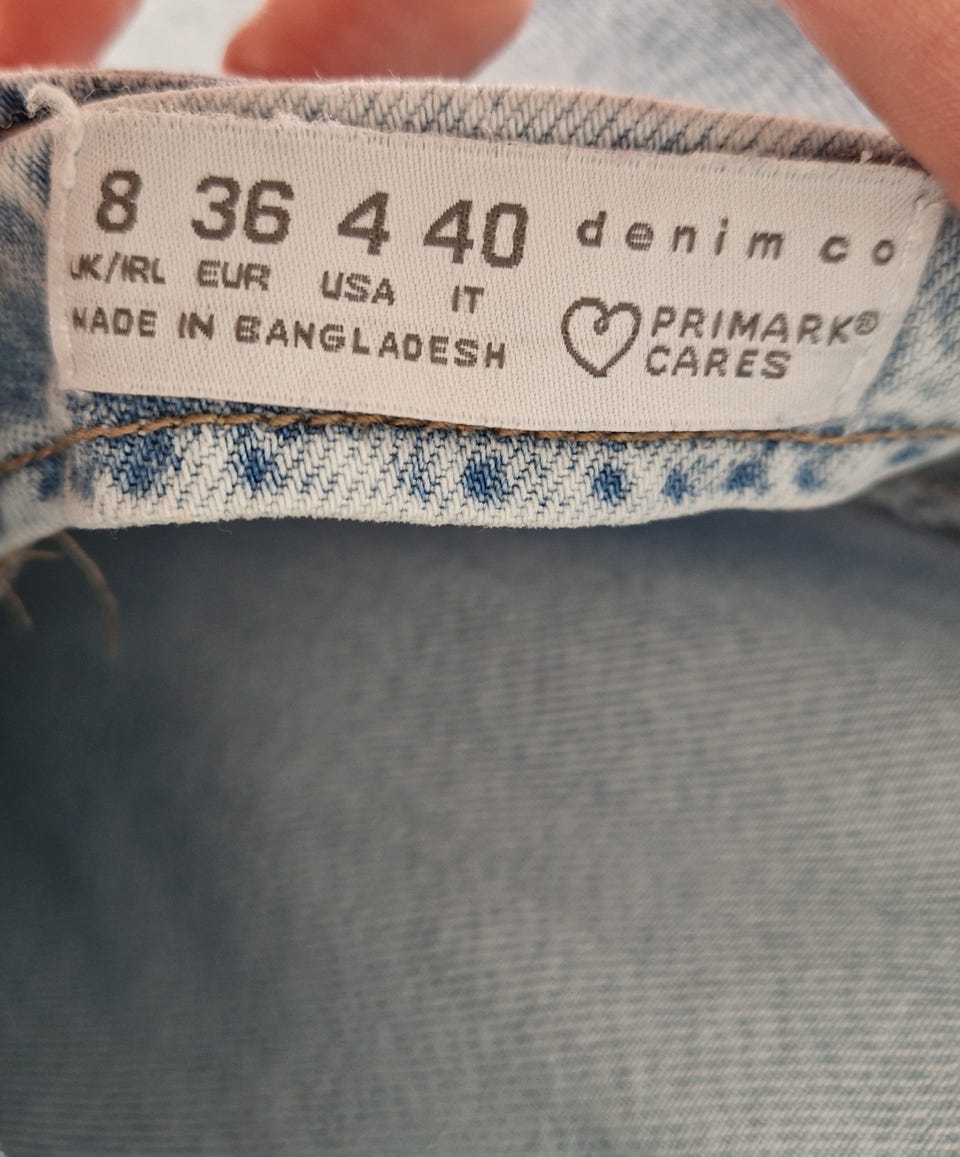 8 36 4 40 denim co
UK/IRL EUR USA IT
MADE IN BANGLADESH
PRIMARK®
CARES